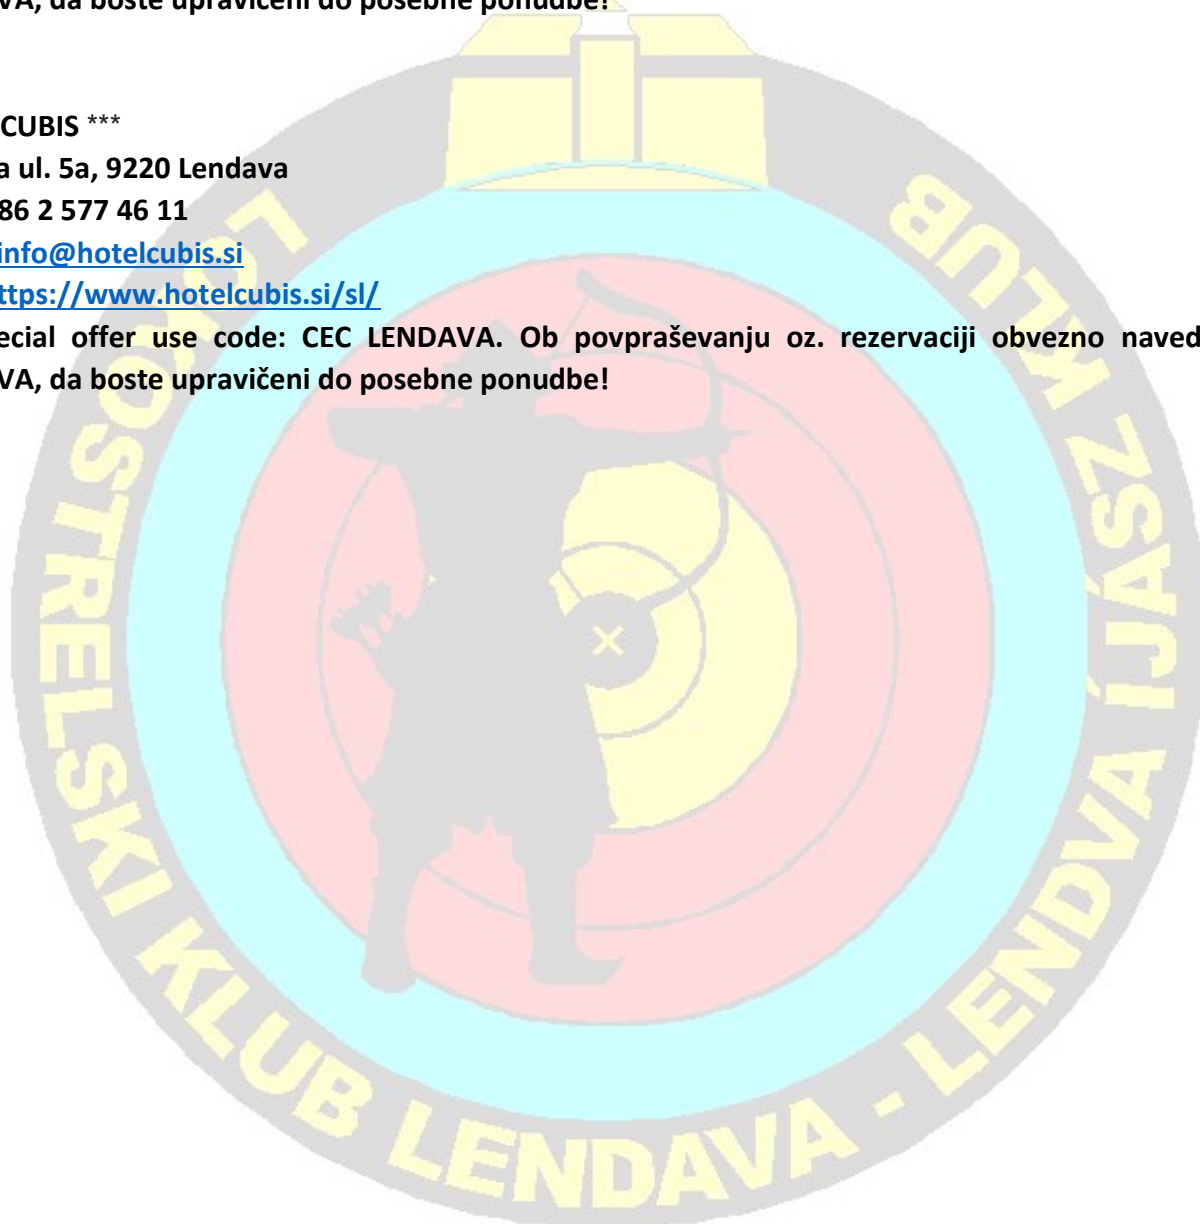 VA, da boste upravičeni do posebne ponudbe!
CUBIS ***
a ul. 5a, 9220 Lendava
86 2 577 46 11
info@hotelcubis.si
ttps://www.hotelcubis.si/sl/
ecial offer use code: CEC LENDAVA. Ob povpraševanju oz. rezervaciji obvezno naved
VA, da boste upravičeni do posebne ponudbe!
LOKOSTRELSKI KLUB LENDAVA - LENDVA ÍJÁSZ KLUB